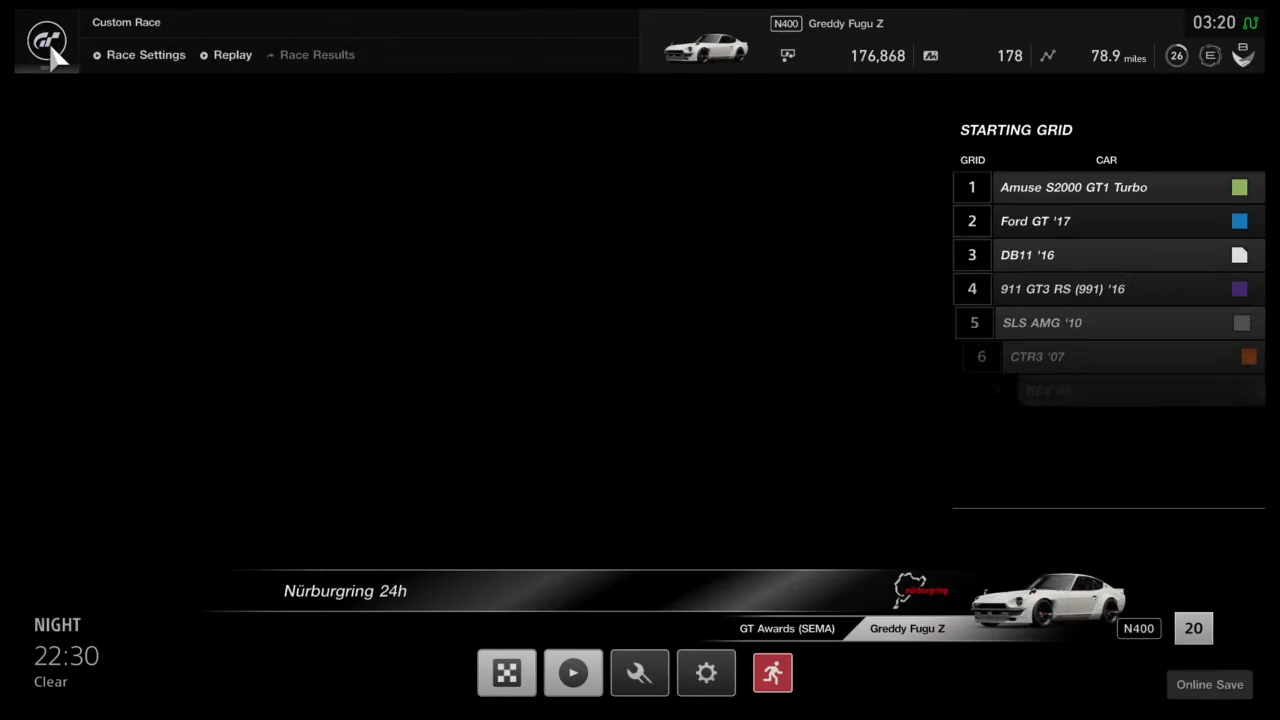 Custom Race
Race Settings Replay Race Results
N400 Greddy Fugu Z
176,868 178 78.9 miles 26 E B
03:20
STARTING GRID
GRID CAR
1 Amuse S2000 GT1 Turbo
2 Ford GT '17
3 DB11 '16
4 911 GT3 RS (991) '16
5 SLS AMG '10
6 CTR3 '07
Nürburgring 24h
nürburgring
GT Awards (SEMA) Greddy Fugu Z N400 20
NIGHT
22:30
Clear
Online Save